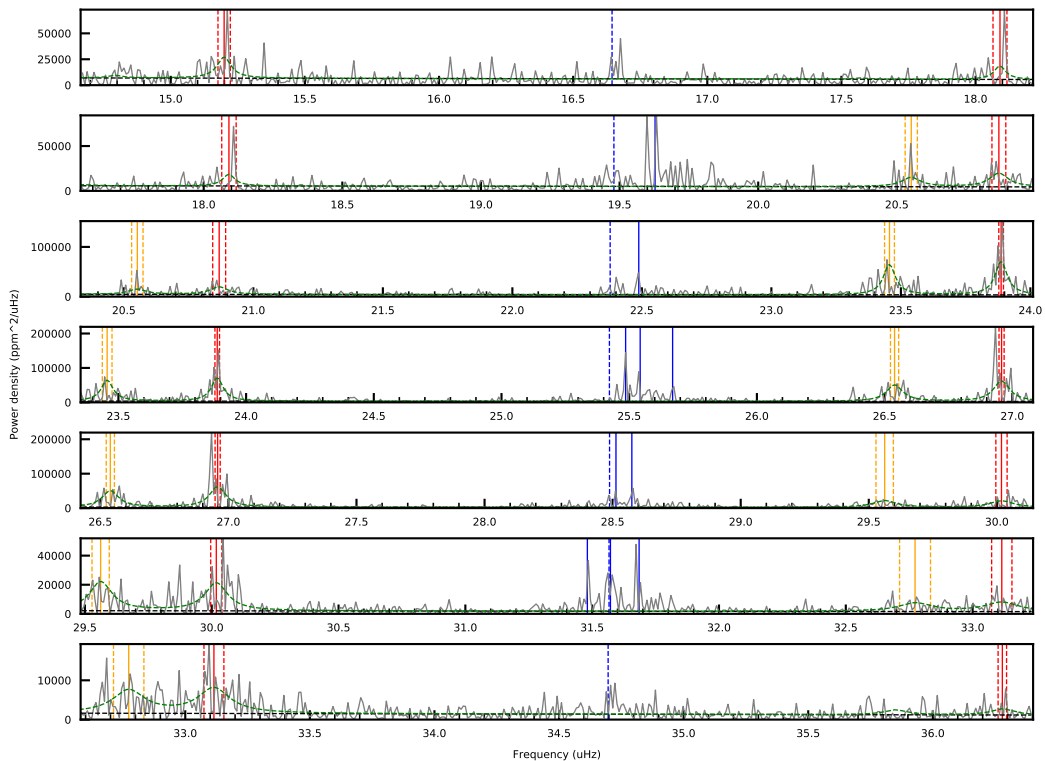 50000
25000
0
15.0 15.5 16.0 16.5 17.0 17.5 18.0
50000
0
18.0 18.5 19.0 19.5 20.0 20.5
100000
0
20.5 21.0 21.5 22.0 22.5 23.0 23.5 24.0
200000
100000
0
23.5 24.0 24.5 25.0 25.5 26.0 26.5 27.0
200000
100000
0
26.5 27.0 27.5 28.0 28.5 29.0 29.5 30.0
40000
20000
0
29.5 30.0 30.5 31.0 31.5 32.0 32.5 33.0
10000
0
33.0 33.5 34.0 34.5 35.0 35.5 36.0
Power density (ppm^2/uHz)
Frequency (uHz)